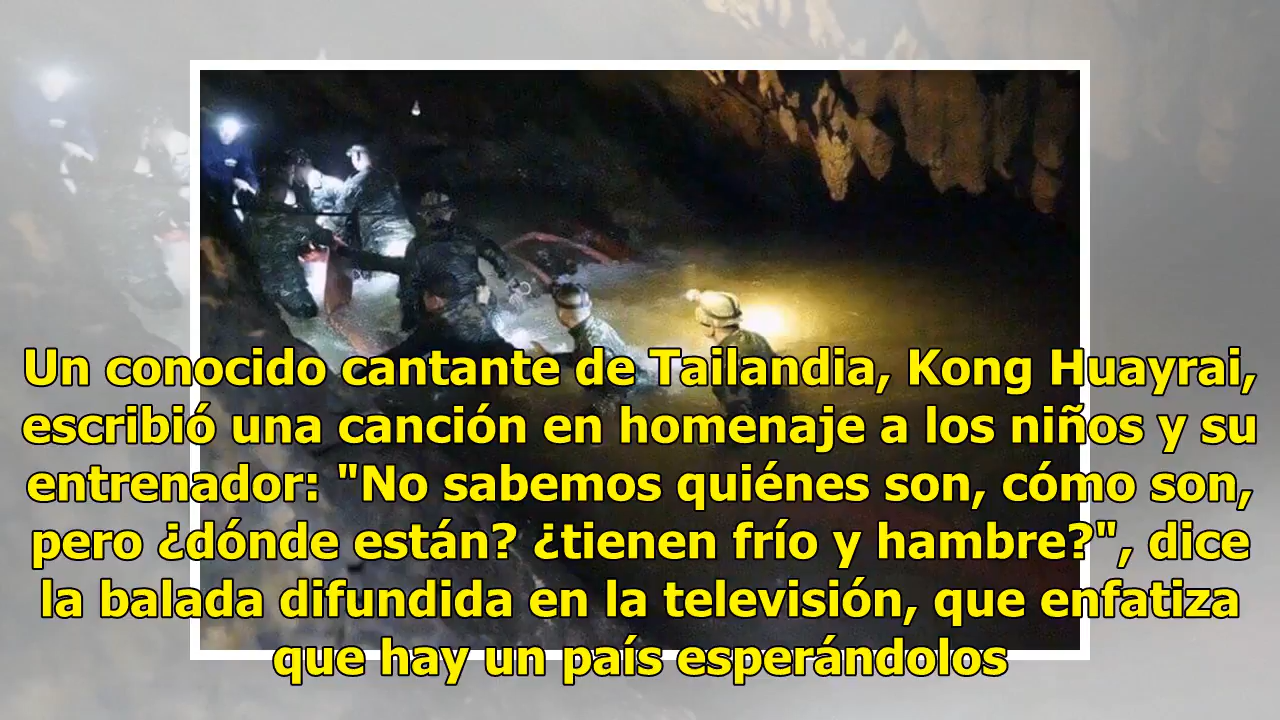 Un conocido cantante de Tailandia, Kong Huayrai,
escribió una canción en homenaje a los niños y su
entrenador: "No sabemos quiénes son, cómo son,
pero ¿dónde están? ¿tienen frío y hambre?", dice
la balada difundida en la televisión, que enfatiza
que hay un país esperándolos